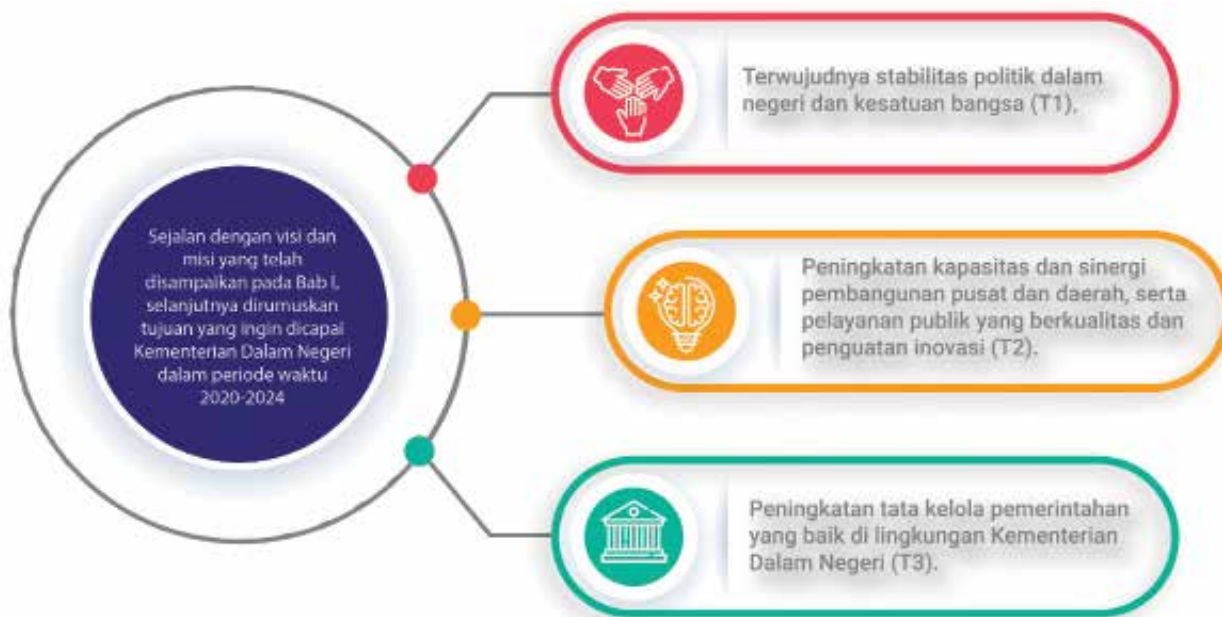 Sejalan dengan visi dan
misi yang telah
disampaikan pada Bab I,
selanjutnya dirumuskan
tujuan yang ingin dicapai
Kementerian Dalam Negeri
dalam periode waktu
2020-2024
Terwujudnya stabilitas politik dalam
negeri dan kesatuan bangsa (T1).
Peningkatan kapasitas dan sinergi
pembangunan pusat dan daerah, serta
pelayanan publik yang berkualitas dan
penguatan inovasi (T2).
Peningkatan tata kelola pemerintahan
yang baik di lingkungan Kementerian
Dalam Negeri (T3).